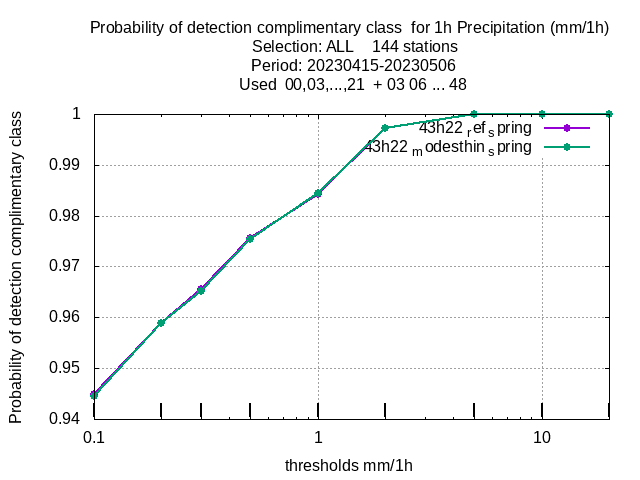 Probability of detection complimentary class  for 1h Precipitation (mm/1h)
Selection: ALL    144 stations
Period: 20230415-20230506
Used  00,03,...,21  + 03 06 ... 48
Probability of detection complimentary class
1
0.99
0.98
0.97
0.96
0.95
0.94
43h22 ref spring
43h22 modesthin spring
0.1
1
10
thresholds mm/1h